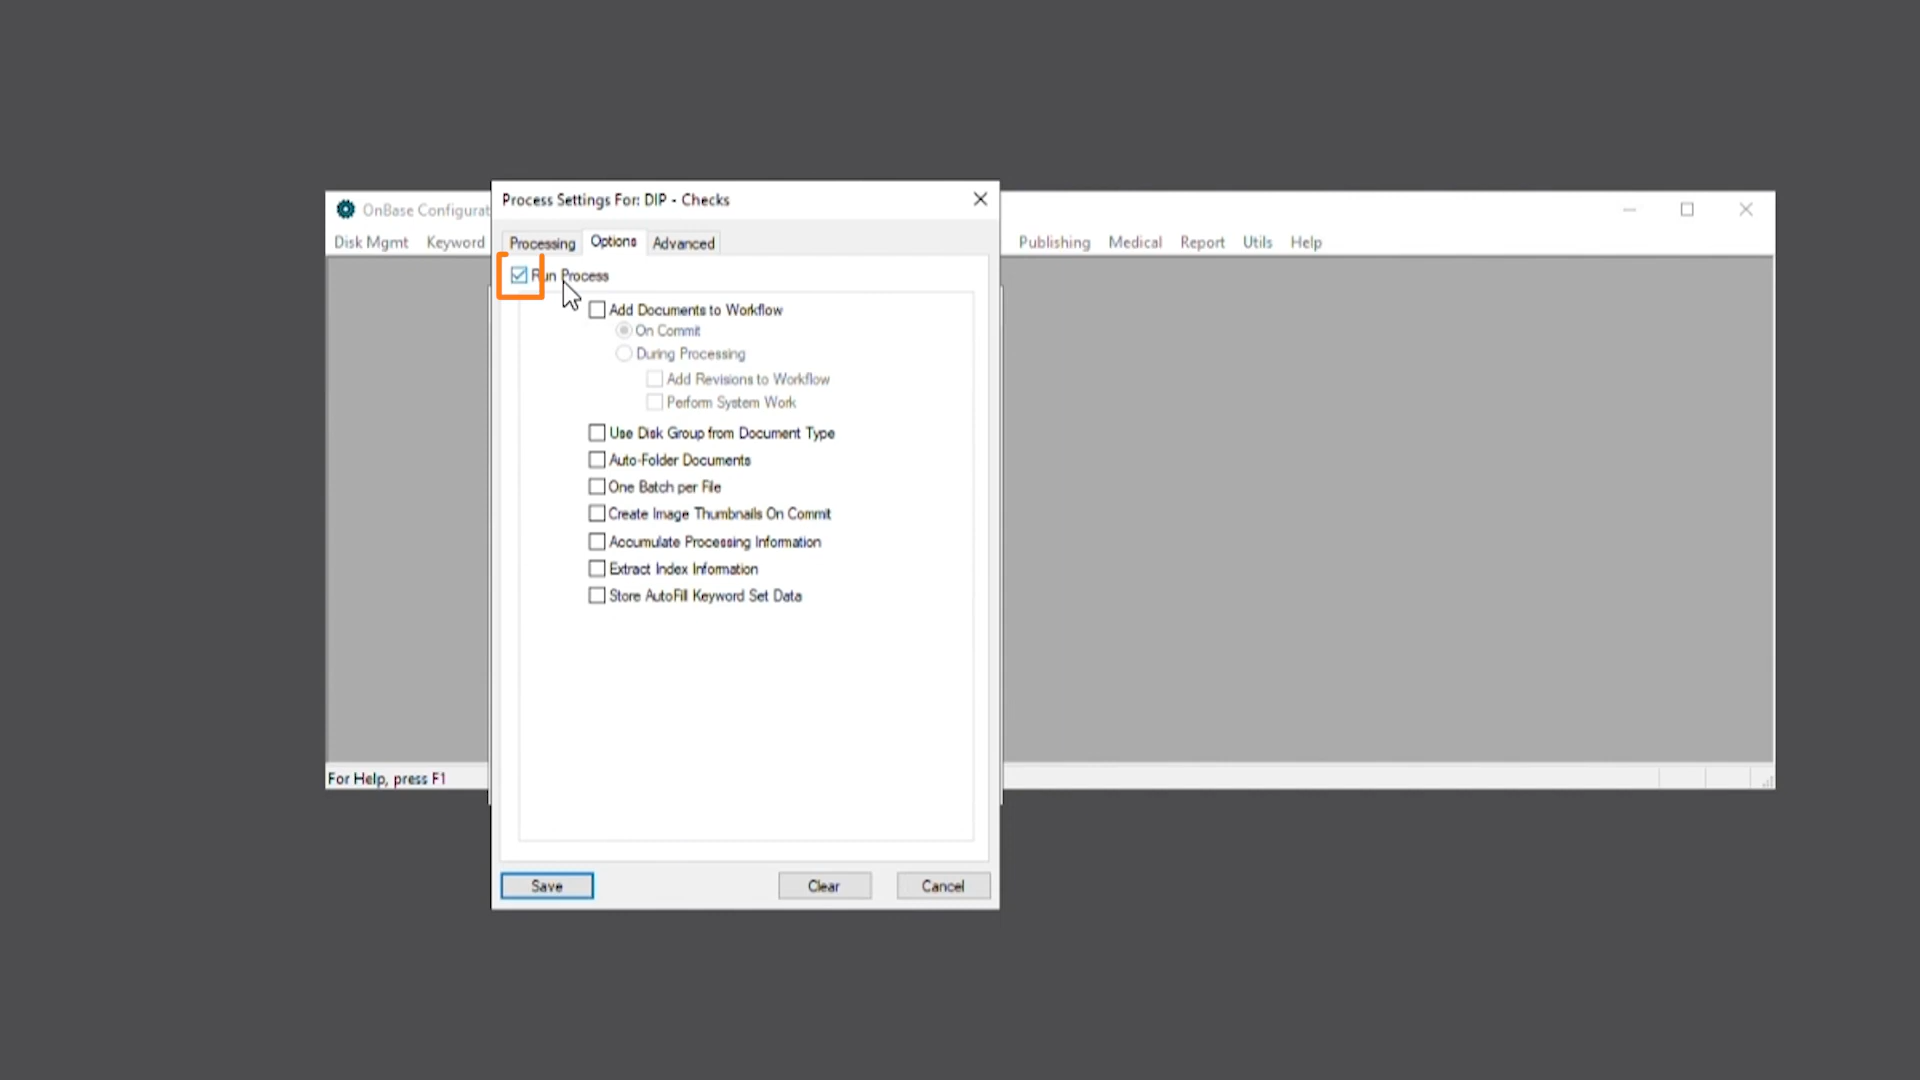 Process Settings For: DIP - Checks
OnBase Configurat
Disk Mgmt Keyword
Publishing Medical Report Utils Help
Processing Options Advanced
Run Process
Add Documents to Workflow
On Commit
During Processing
Add Revisions to Workflow
Perform System Work
Use Disk Group from Document Type
Auto-Folder Documents
One Batch per File
Create Image Thumbnails On Commit
Accumulate Processing Information
Extract Index Information
Store AutoFill Keyword Set Data
For Help, press F1
Save Clear Cancel